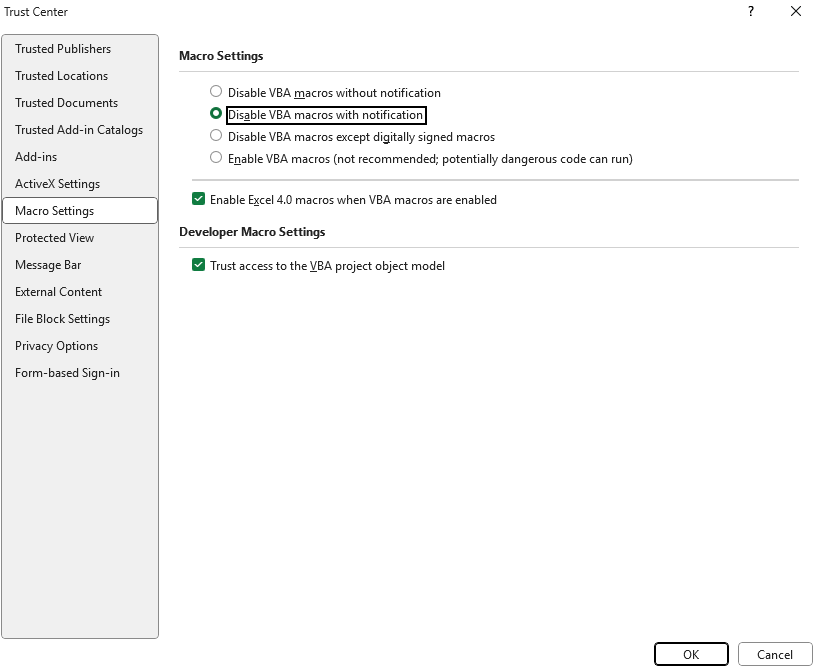 Trust Center
?
Trusted Publishers
Trusted Locations
Trusted Documents
Trusted Add-in Catalogs
Add-ins
ActiveX Settings
Macro Settings
Protected View
Message Bar
External Content
File Block Settings
Privacy Options
Form-based Sign-in
Macro Settings
Disable VBA macros without notification
Disable VBA macros with notification
Disable VBA macros except digitally signed macros
Enable VBA macros (not recommended; potentially dangerous code can run)
Enable Excel 4.0 macros when VBA macros are enabled
Developer Macro Settings
Trust access to the VBA project object model
OK
Cancel